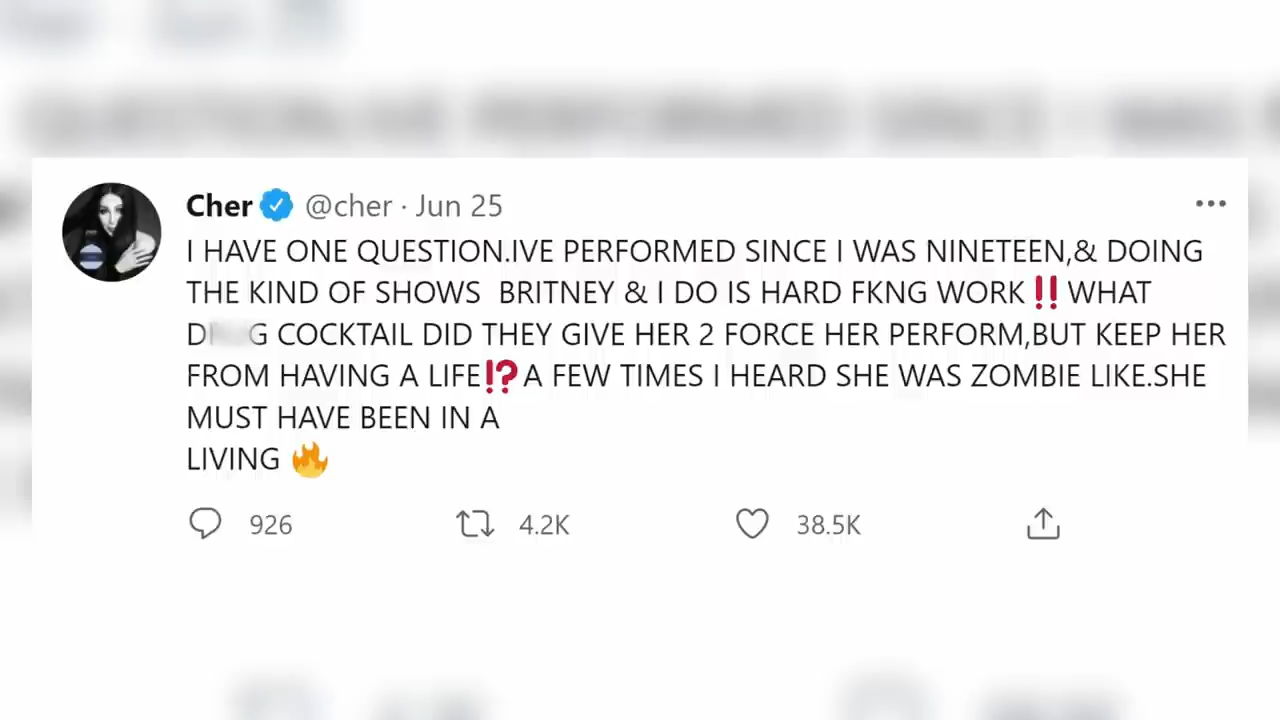 Cher @cher · Jun 25
I HAVE ONE QUESTION.IVE PERFORMED SINCE I WAS NINETEEN,& DOING
THE KIND OF SHOWS BRITNEY & I DO IS HARD FKNG WORK‼️WHAT
COCKTAIL DID THEY GIVE HER 2 FORCE HER PERFORM,BUT KEEP HER
FROM HAVING A LIFE⁉️A FEW TIMES I HEARD SHE WAS ZOMBIE LIKE.SHE
MUST HAVE BEEN IN A
LIVING 🔥
926 4.2K 38.5K